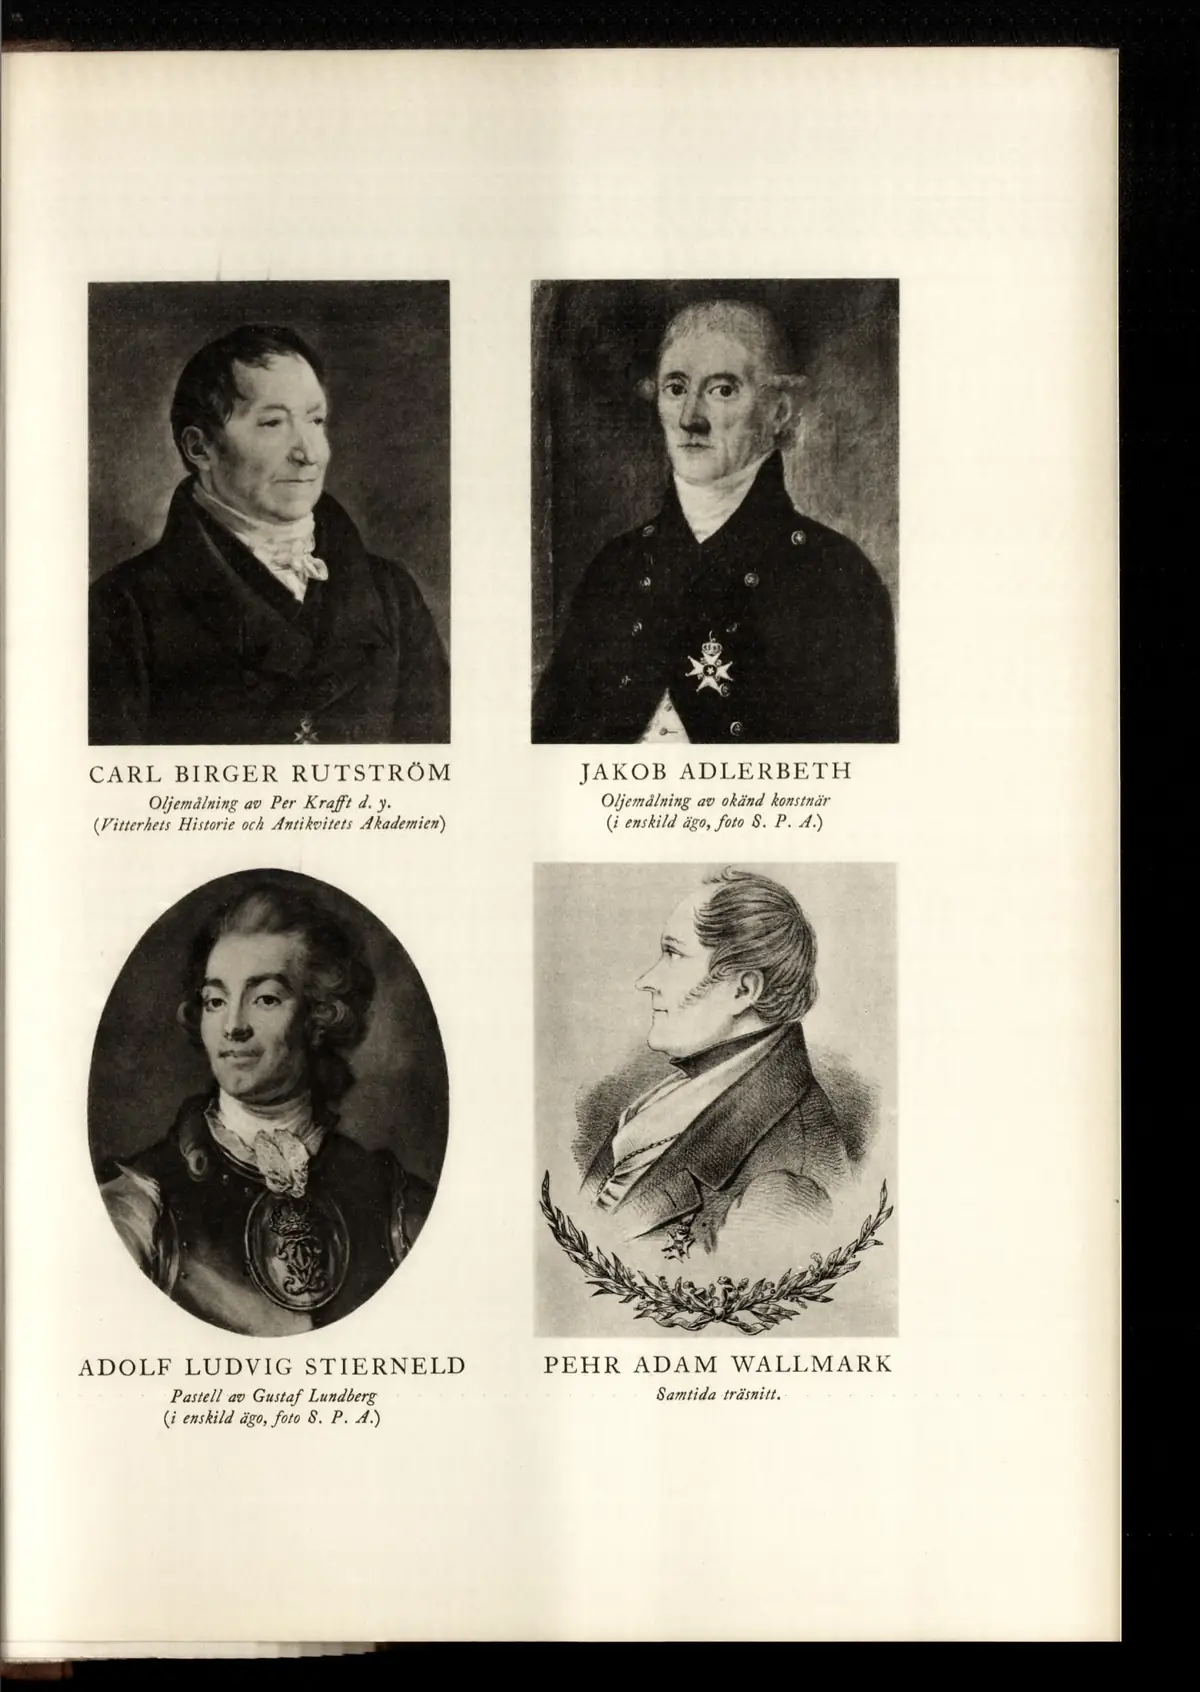 CARL BIRGER RUTSTRÖM
Oljemålning av Per Krafft d. y.
(Vitterhets Historie och Antikvitets Akademien)
JAKOB ADLERBETH
Oljemålning av okänd konstnär
(i enskild ägo, foto S. P. A.)
ADOLF LUDVIG STIERNELD
Pastell av Gustaf Lundberg
(i enskild ägo, foto S. P. A.)
PEHR ADAM WALLMARK
Samtida träsnitt.